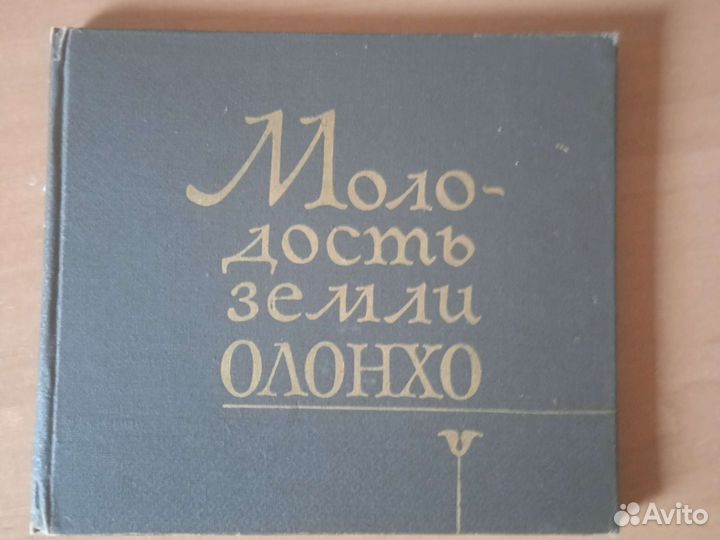 Моло-
дость
земли
ОЛОНХО
Avito